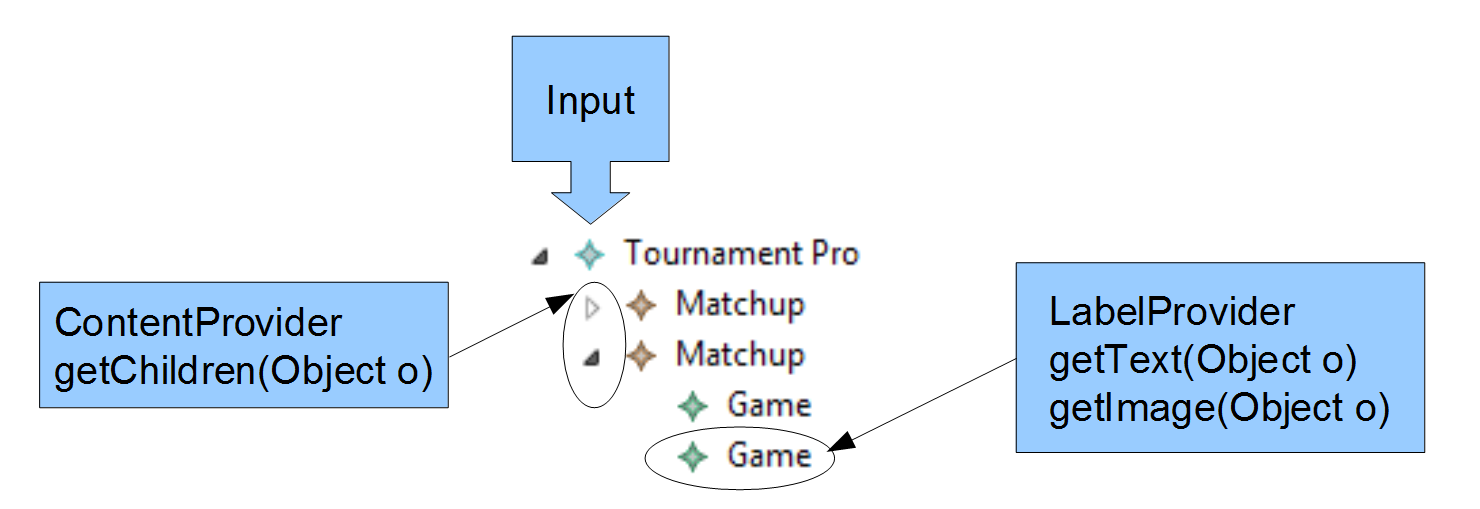 Input
Tournament Pro
ContentProvider
getChildren(Object o)
Matchup
Matchup
Game
Game
LabelProvider
getText(Object o)
getImage(Object o)